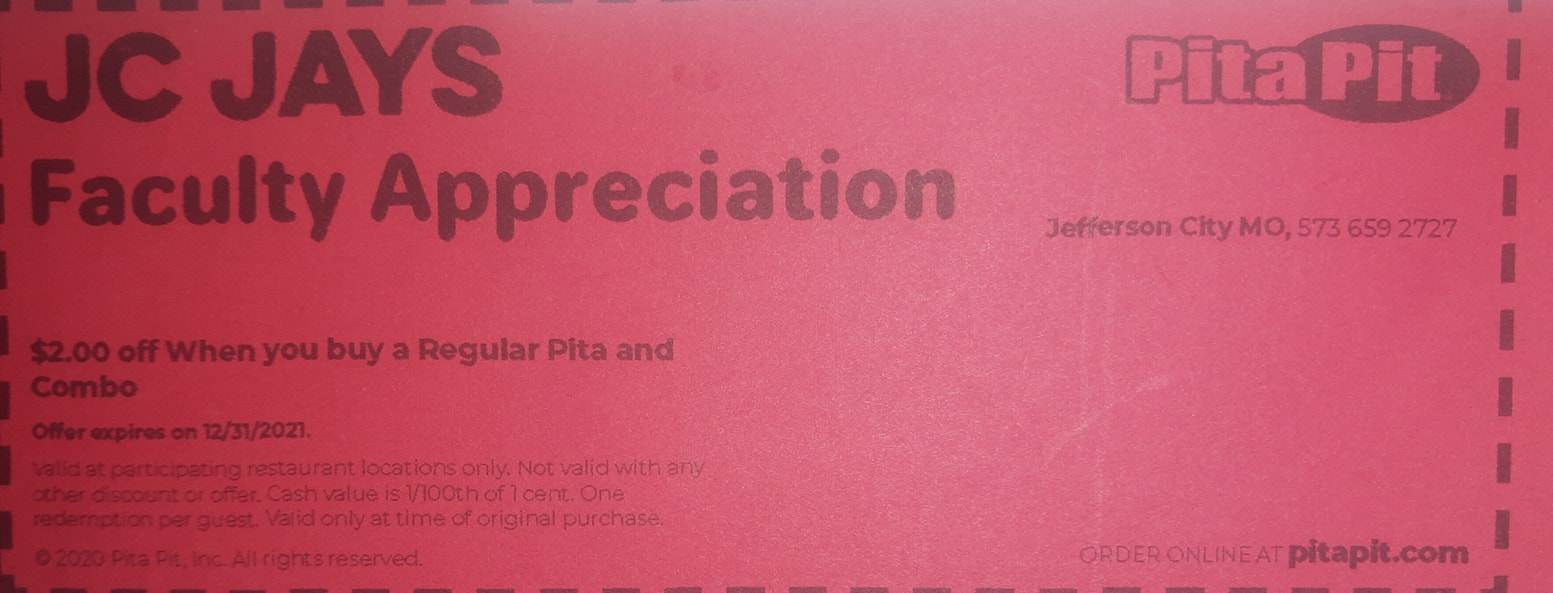 JC JAYS
Pita Pit
Faculty Appreciation
Jefferson City MO, 573 659 2727
$2.00 off When you buy a Regular Pita and
Combo
Offer expires on 12/31/2021.
Valid at participating restaurant locations only. Not valid with any
other discount or offer. Cash value is 1/100th of 1 cent. One
redemption per guest. Valid only at time of original purchase.
© 2020 Pita Pit, Inc. All rights reserved.
ORDER ONLINE AT pitapit.com